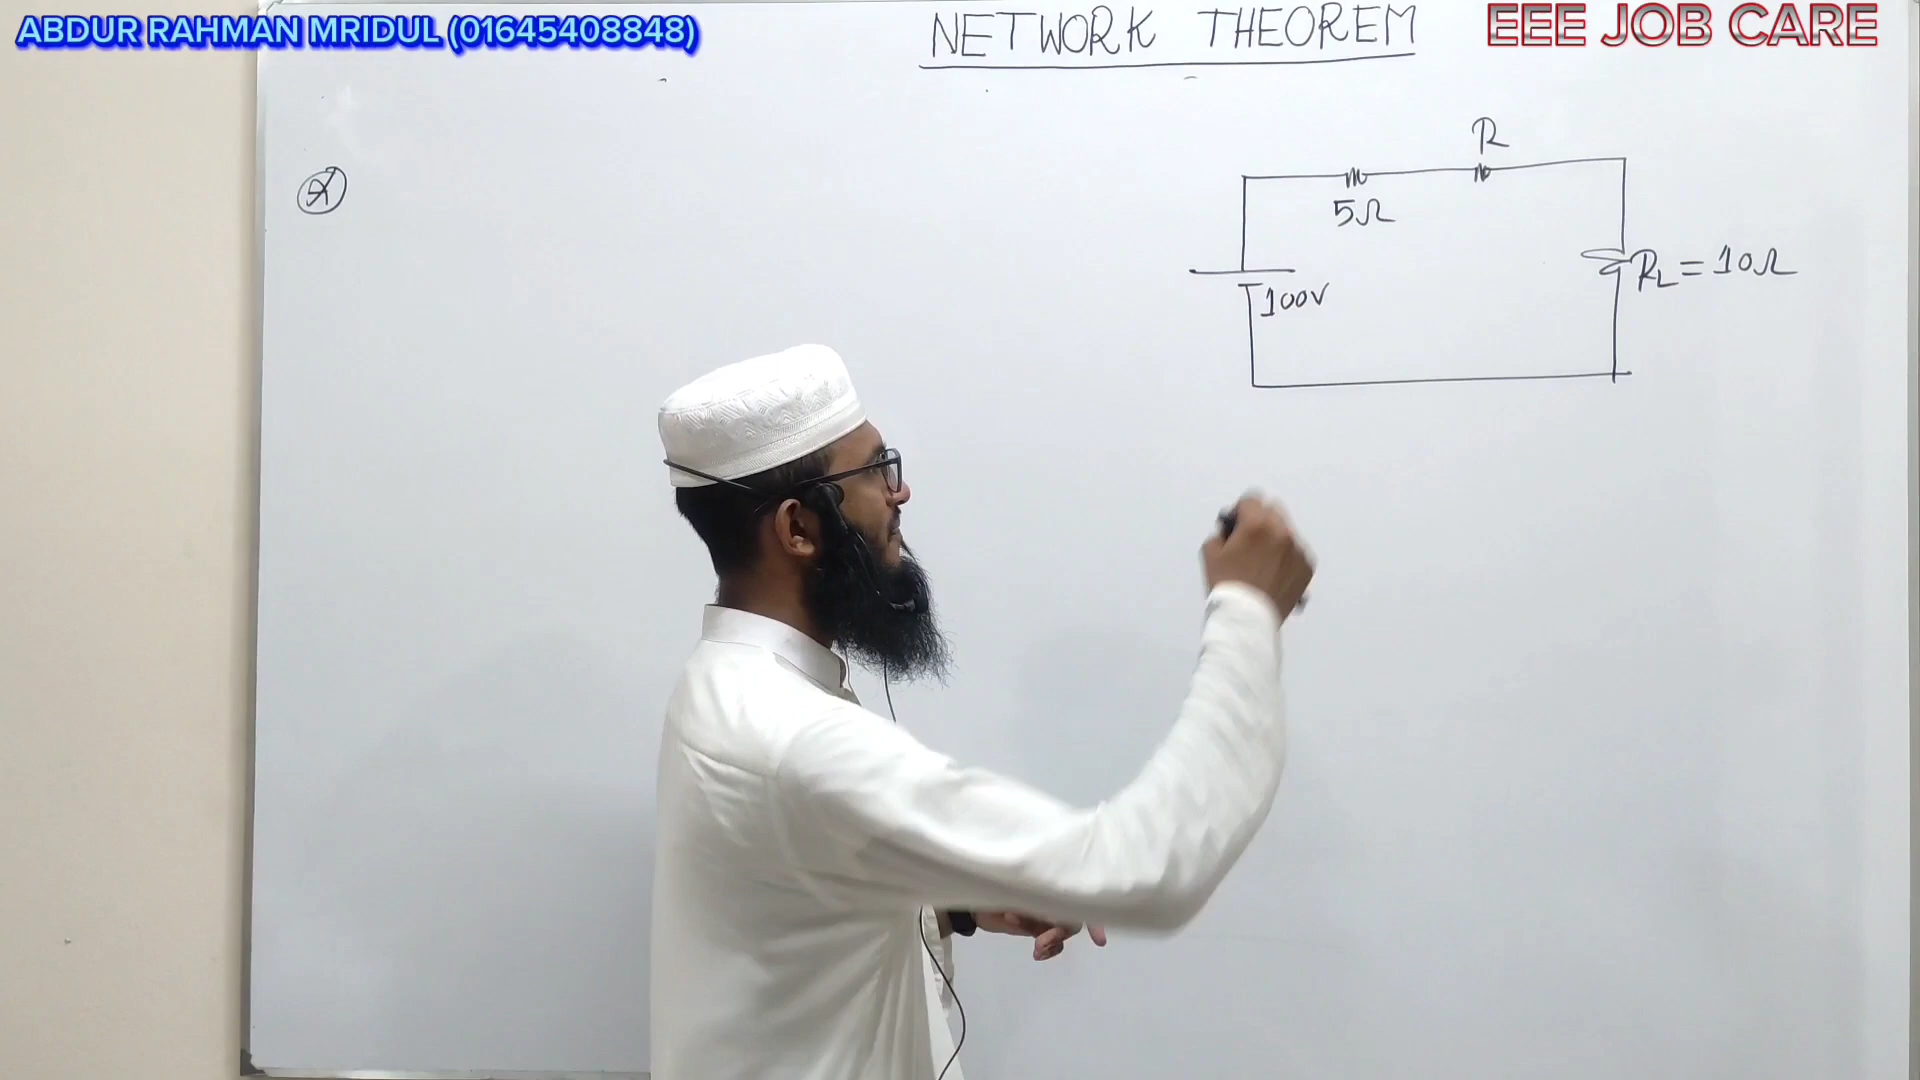 ABDUR RAHMAN MRIDUL (01645408848)
NETWORK THEOREM
EEE JOB CARE
R
5Ω
100V
RL = 10Ω